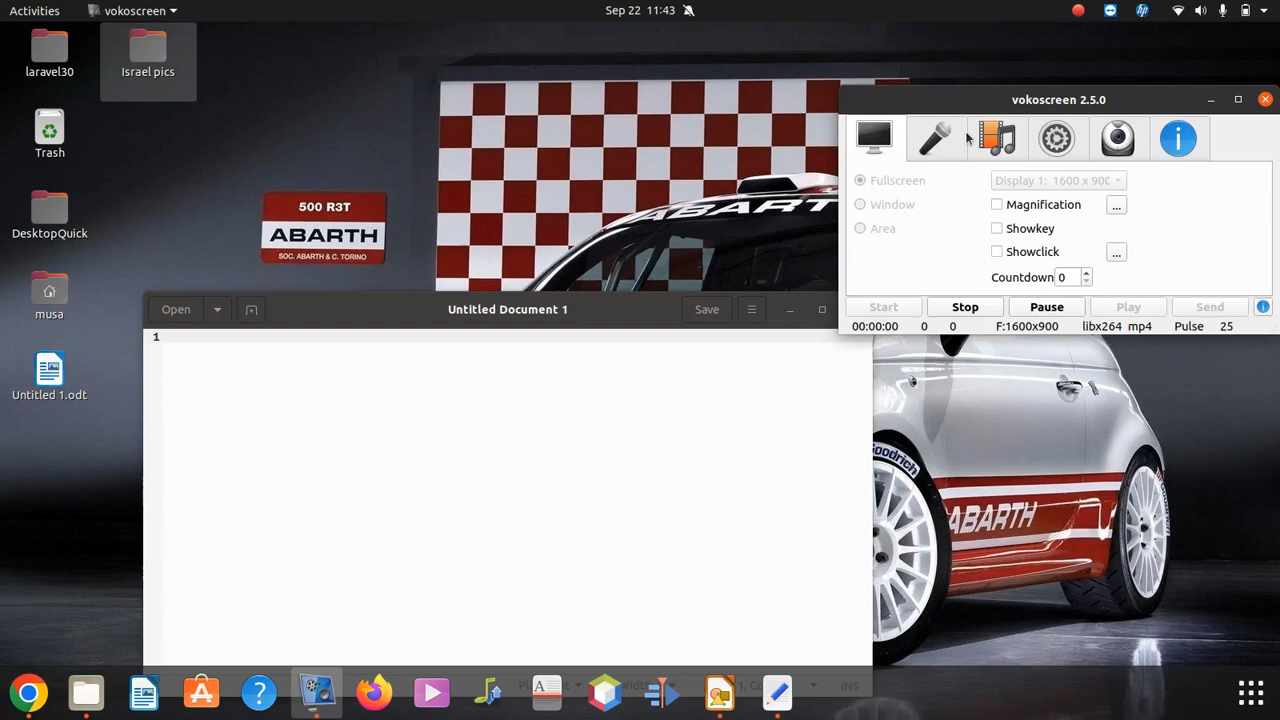 Activities
vokoscreen
Sep 22 11:43
laravel30
Israel pics
Trash
DesktopQuick
musa
Untitled 1.odt
500 R3T
ABARTH
SOC. ABARTH & C. TORINO
ABARTH
vokoscreen 2.5.0
Fullscreen
Display 1: 1600 x 900
Window
Magnification
...
Area
Showkey
Showclick
...
Countdown 0
Start Stop Pause Play Send
00:00:00 0 0 F:1600x900 libx264 mp4 Pulse 25
Open
Untitled Document 1
Save
1
Goodrich
ABARTH
INS